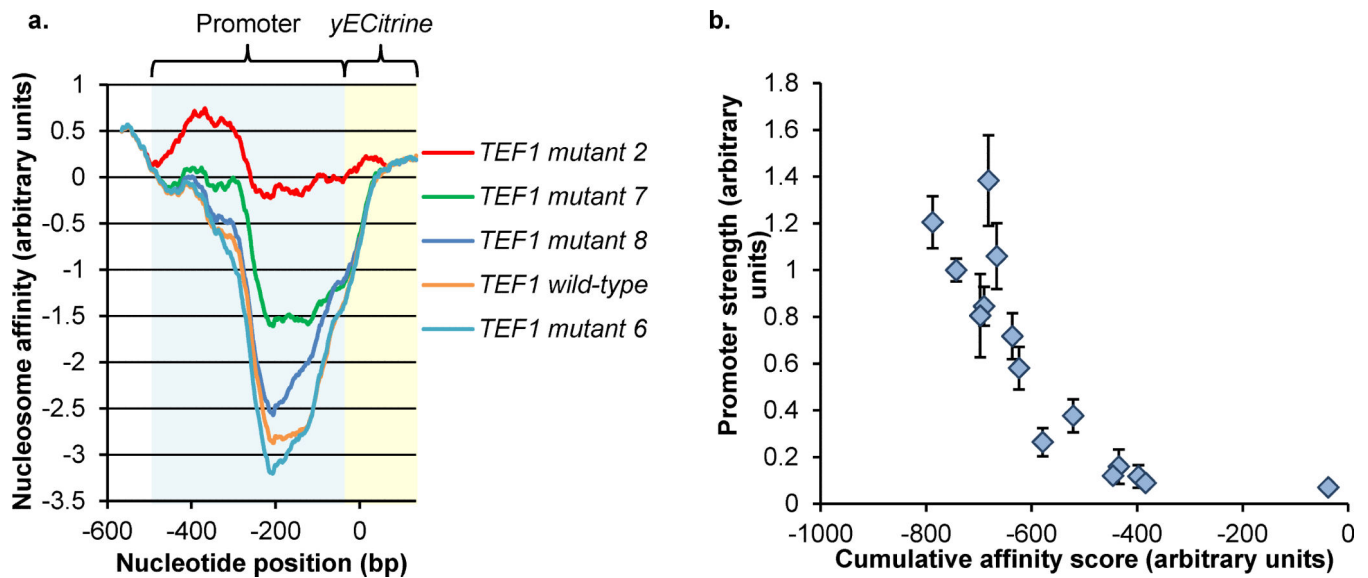 a.
Promoter
yECitrine
Nucleosome affinity (arbitrary units)
1
0.5
0
-0.5
-1
-1.5
-2
-2.5
-3
-3.5
-600
-400
-200
0
Nucleotide position (bp)
TEF1 mutant 2
TEF1 mutant 7
TEF1 mutant 8
TEF1 wild-type
TEF1 mutant 6
b.
Promoter strength (arbitrary
units)
1.8
1.6
1.4
1.2
1
0.8
0.6
0.4
0.2
0
-1000
-800
-600
-400
-200
0
Cumulative affinity score (arbitrary units)